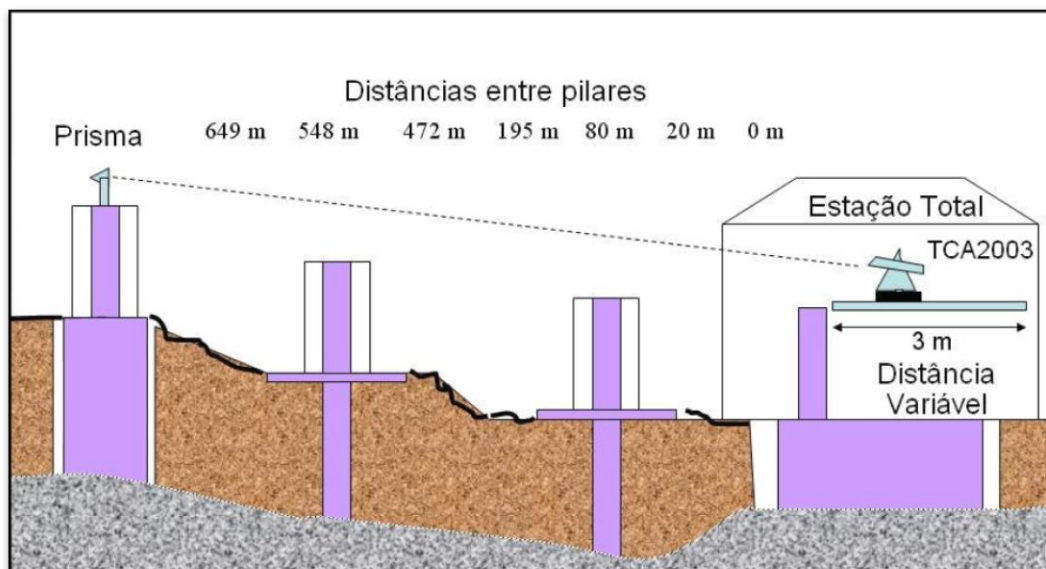 Distâncias entre pilares
Prisma
649 m 548 m 472 m 195 m 80 m 20 m 0 m
Estação Total
TCA2003
3 m
Distância
Variável